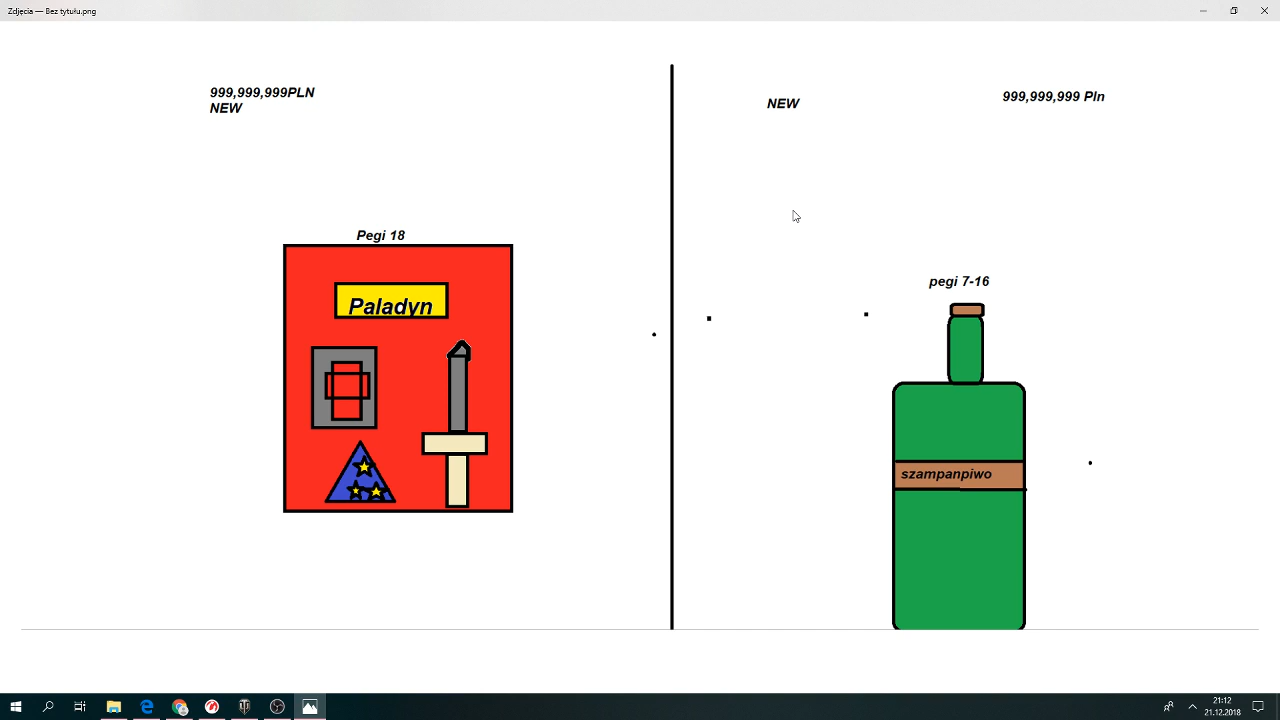 Zdjęcia — Bez tytułu.png
999,999,999PLN
NEW
Pegi 18
Paladyn
NEW
999,999,999 Pln
pegi 7-16
szampanpiwo
21:12
21.12.2018